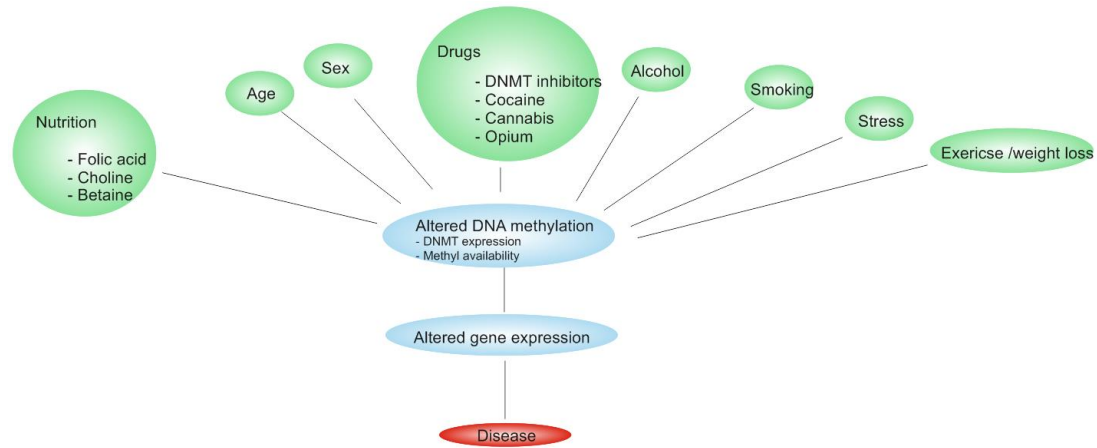 Nutrition
- Folic acid
- Choline
- Betaine
Age
Sex
Drugs
- DNMT inhibitors
- Cocaine
- Cannabis
- Opium
Alcohol
Smoking
Stress
Exericse /weight loss
Altered DNA methylation
- DNMT expression
- Methyl availability
Altered gene expression
Disease